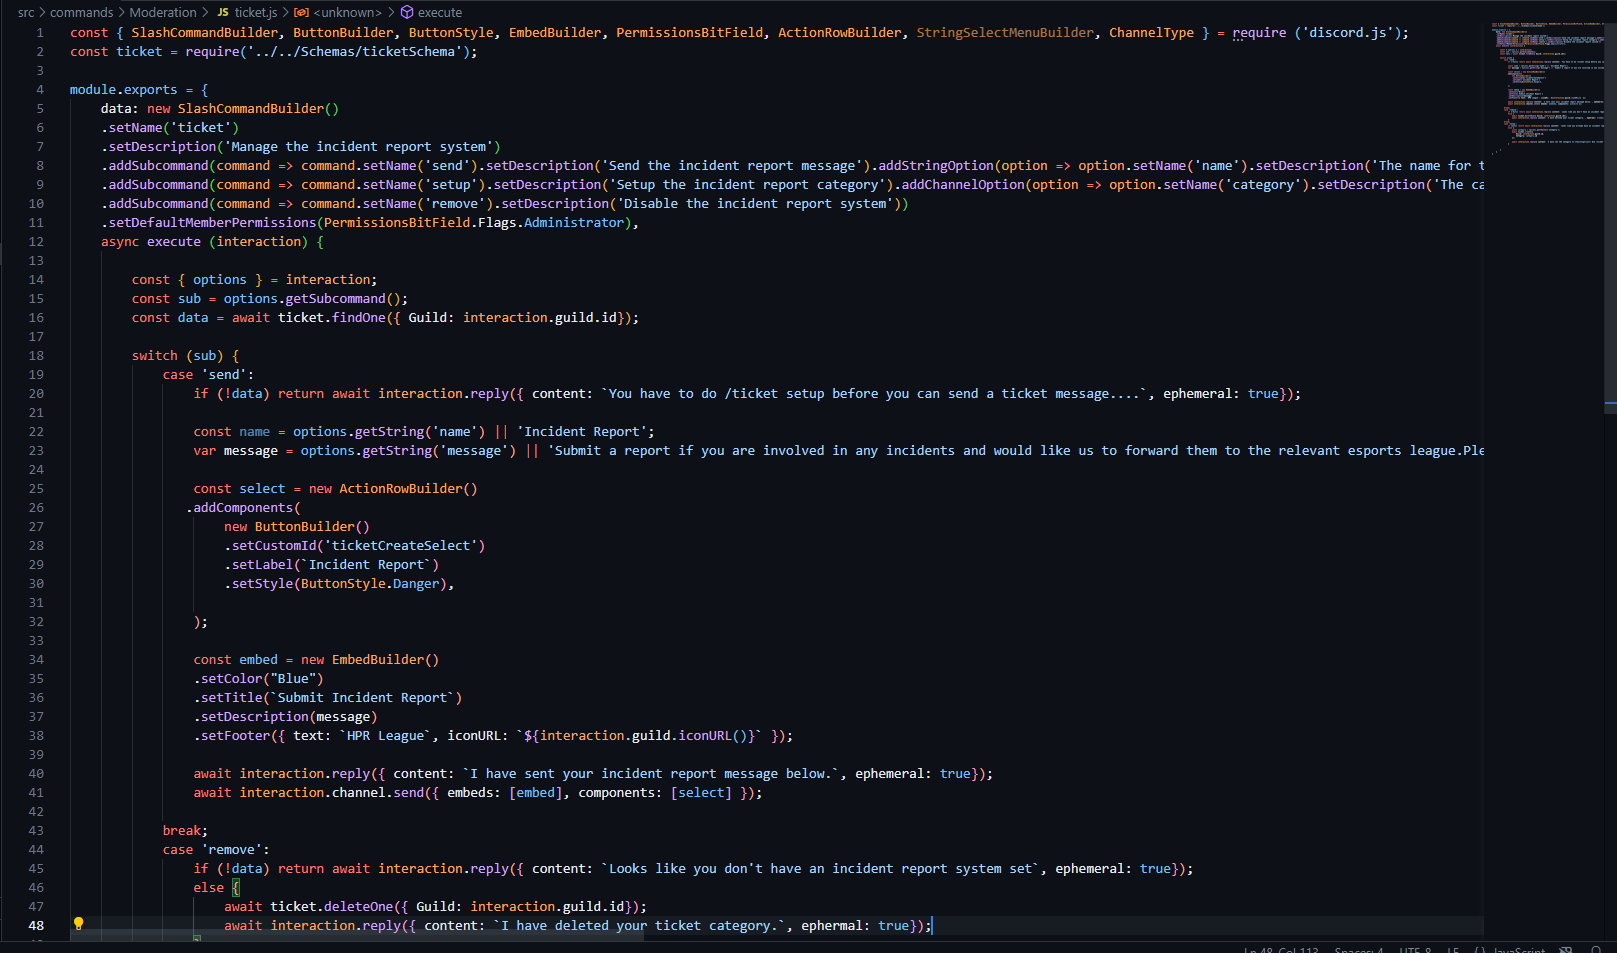 src > commands > Moderation > JS ticket.js > <unknown> > execute
1 const { SlashCommandBuilder, ButtonBuilder, ButtonStyle, EmbedBuilder, PermissionsBitField, ActionRowBuilder, StringSelectMenuBuilder, ChannelType } = require ('discord.js');
2 const ticket = require('../../Schemas/ticketSchema');
3
4 module.exports = {
5 data: new SlashCommandBuilder()
6 .setName('ticket')
7 .setDescription('Manage the incident report system')
8 .addSubcommand(command => command.setName('send').setDescription('Send the incident report message').addStringOption(option => option.setName('name').setDescription('The name for t
9 .addSubcommand(command => command.setName('setup').setDescription('Setup the incident report category').addChannelOption(option => option.setName('category').setDescription('The ca
10 .addSubcommand(command => command.setName('remove').setDescription('Disable the incident report system'))
11 .setDefaultMemberPermissions(PermissionsBitField.Flags.Administrator),
12 async execute (interaction) {
13
14 const { options } = interaction;
15 const sub = options.getSubcommand();
16 const data = await ticket.findOne({ Guild: interaction.guild.id});
17
18 switch (sub) {
19 case 'send':
20 if (!data) return await interaction.reply({ content: `You have to do /ticket setup before you can send a ticket message....`, ephemeral: true});
21
22 const name = options.getString('name') || 'Incident Report';
23 var message = options.getString('message') || 'Submit a report if you are involved in any incidents and would like us to forward them to the relevant esports league.Ple
24
25 const select = new ActionRowBuilder()
26 .addComponents(
27 new ButtonBuilder()
28 .setCustomId('ticketCreateSelect')
29 .setLabel(`Incident Report`)
30 .setStyle(ButtonStyle.Danger),
31
32 );
33
34 const embed = new EmbedBuilder()
35 .setColor("Blue")
36 .setTitle(`Submit Incident Report`)
37 .setDescription(message)
38 .setFooter({ text: `HPR League`, iconURL: `${interaction.guild.iconURL()}` });
39
40 await interaction.reply({ content: `I have sent your incident report message below.`, ephemeral: true});
41 await interaction.channel.send({ embeds: [embed], components: [select] });
42
43 break;
44 case 'remove':
45 if (!data) return await interaction.reply({ content: `Looks like you don't have an incident report system set`, ephemeral: true});
46 else {
47 await ticket.deleteOne({ Guild: interaction.guild.id});
48 await interaction.reply({ content: `I have deleted your ticket category.`, ephermal: true});
Ln 48, Col 113 Spaces: 4 UTF-8 LF {} JavaScript